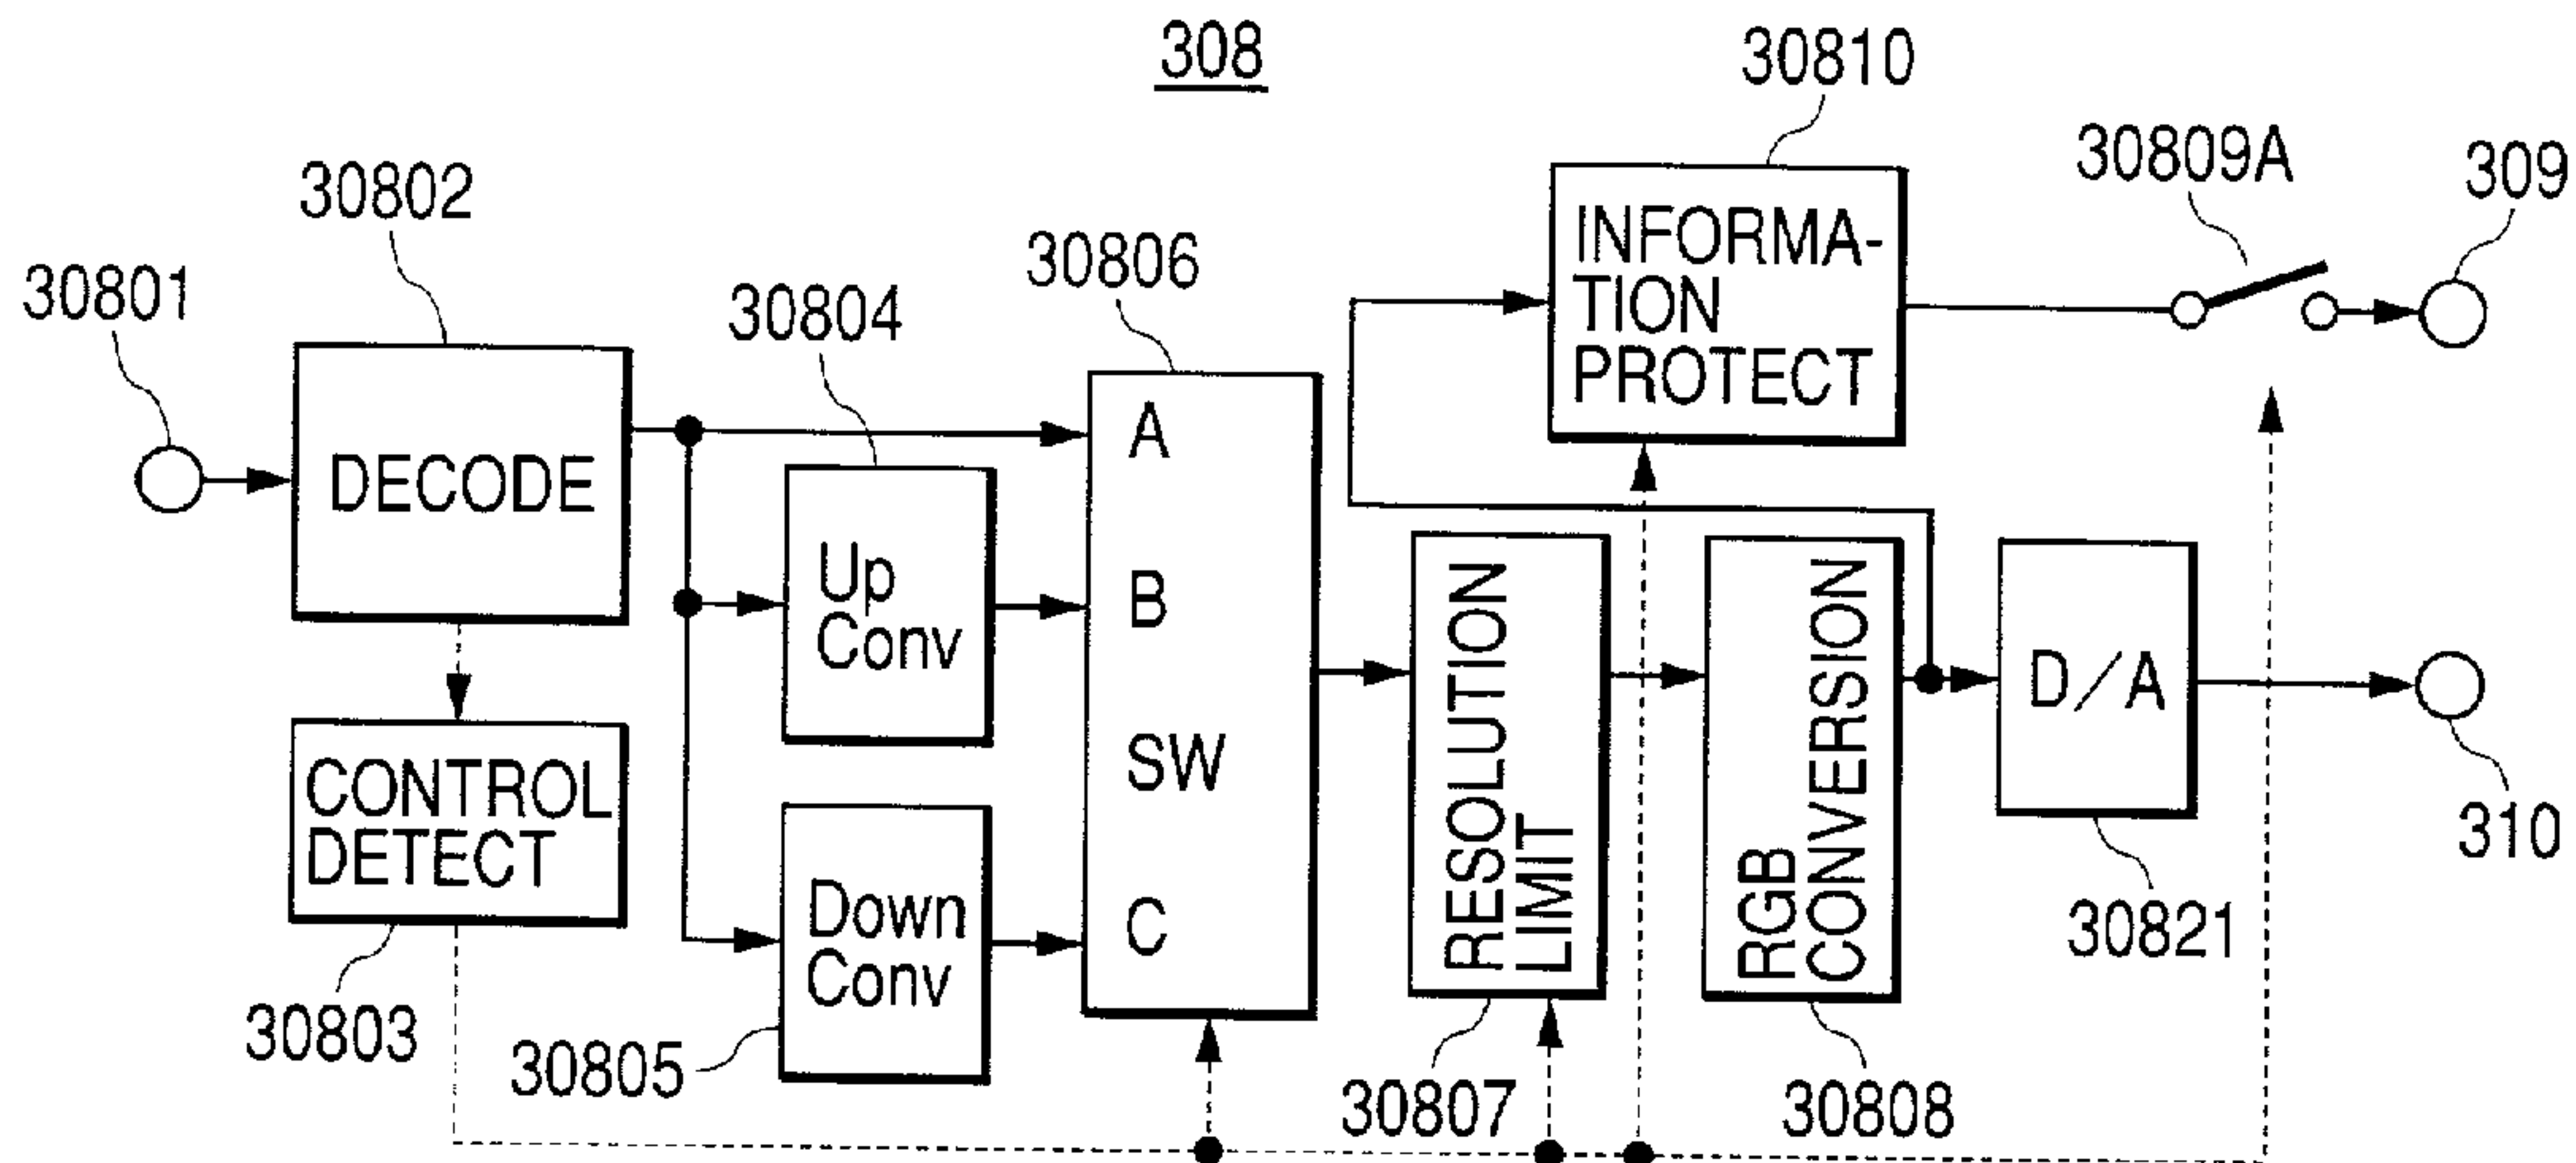 308
30810
30809A
309
30802
30806
30801
30804
INFORMA-
TION
PROTECT
DECODE
A
Up
Conv
B
SW
C
RESOLUTION
LIMIT
RGB
CONVERSION
D/A
CONTROL
DETECT
Down
Conv
310
30821
30803
30805
30807
30808